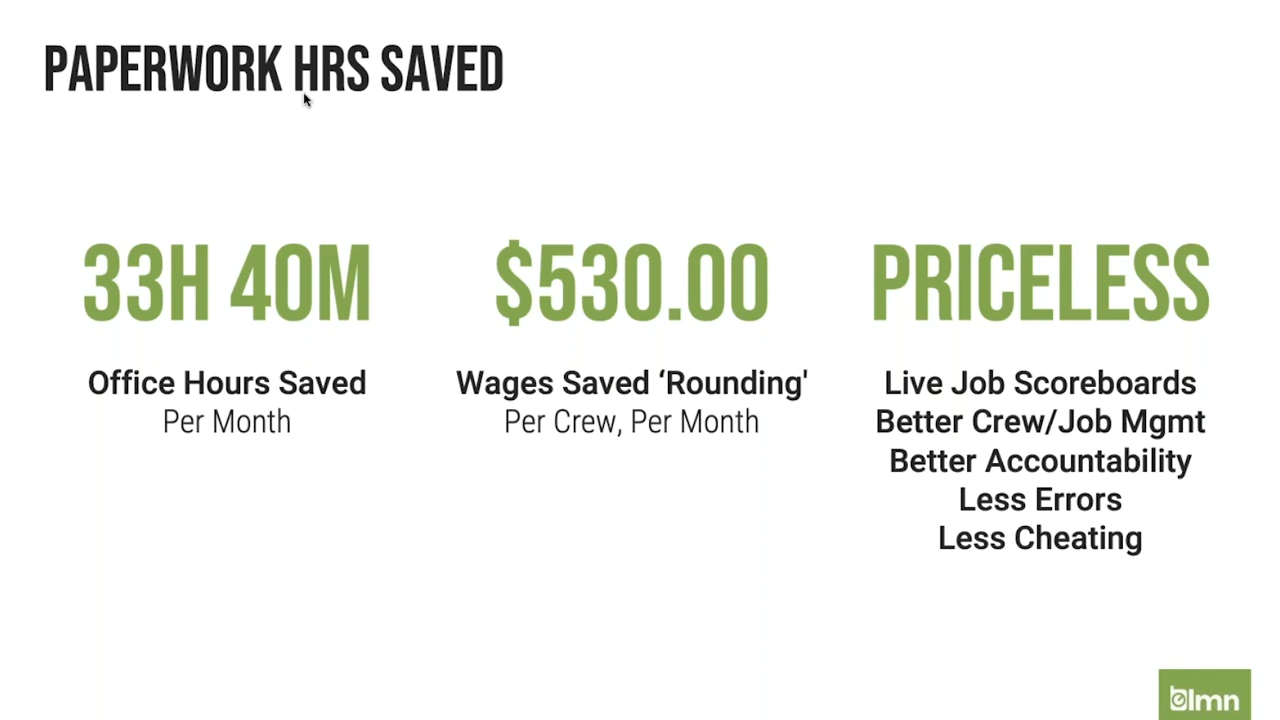 PAPERWORK HRS SAVED
33H 40M
Office Hours Saved
Per Month
$530.00
Wages Saved ‘Rounding'
Per Crew, Per Month
PRICELESS
Live Job Scoreboards
Better Crew/Job Mgmt
Better Accountability
Less Errors
Less Cheating
lmn